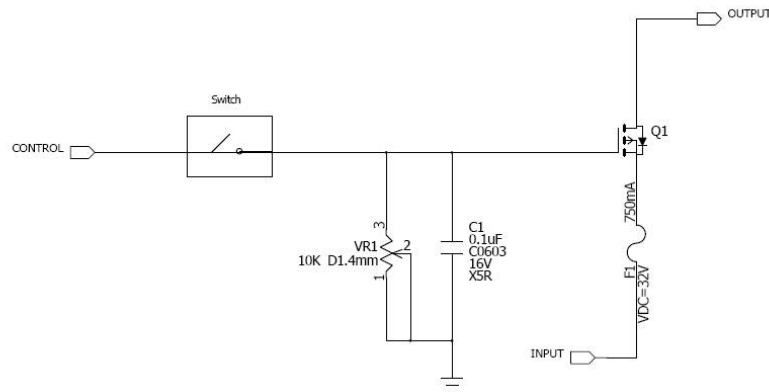 OUTPUT
Switch
Q1
CONTROL
750mA
3
C1
0.1uF
VR1
2
C0603
10K D1.4mm
16V
1
X5R
F1
VDC=32V
INPUT